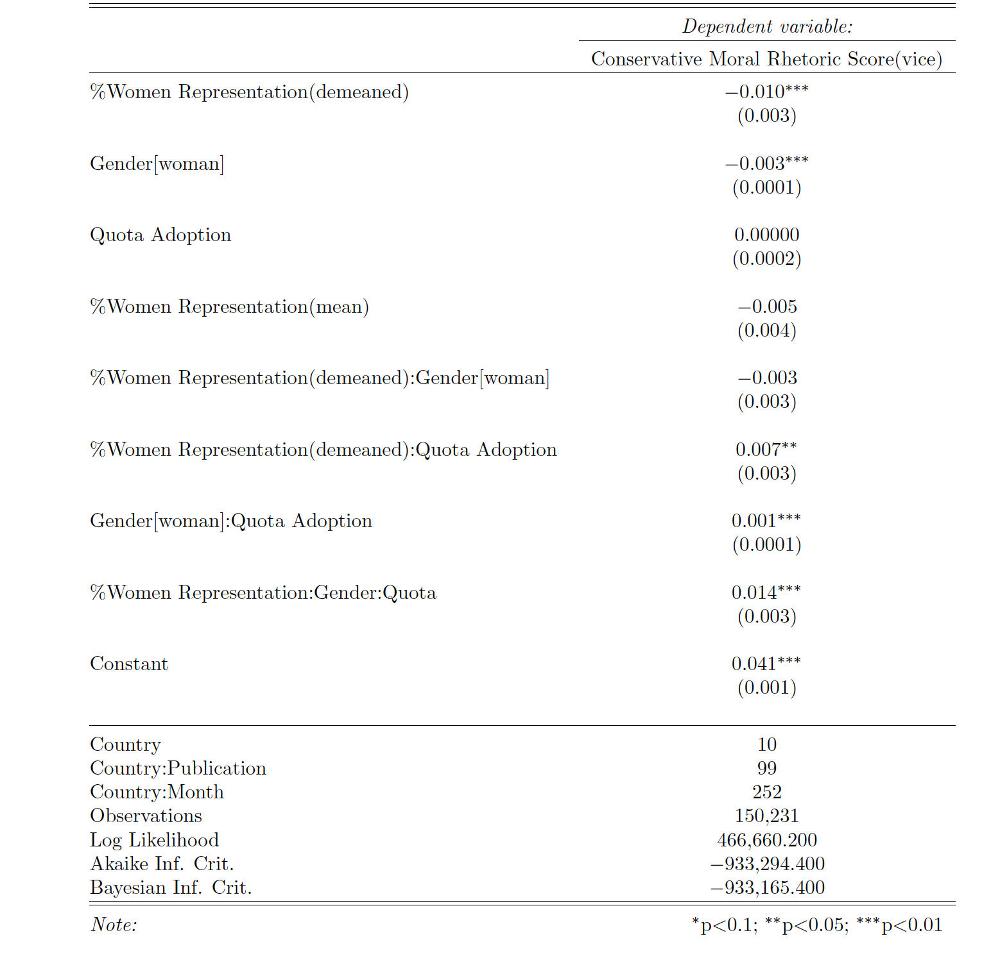 Dependent variable:
Conservative Moral Rhetoric Score(vice)
%Women Representation(demeaned) −0.010***
(0.003)
Gender[woman] −0.003***
(0.0001)
Quota Adoption 0.00000
(0.0002)
%Women Representation(mean) −0.005
(0.004)
%Women Representation(demeaned):Gender[woman] −0.003
(0.003)
%Women Representation(demeaned):Quota Adoption 0.007**
(0.003)
Gender[woman]:Quota Adoption 0.001***
(0.0001)
%Women Representation:Gender:Quota 0.014***
(0.003)
Constant 0.041***
(0.001)
Country 10
Country:Publication 99
Country:Month 252
Observations 150,231
Log Likelihood 466,660.200
Akaike Inf. Crit. −933,294.400
Bayesian Inf. Crit. −933,165.400
Note: *p<0.1; **p<0.05; ***p<0.01